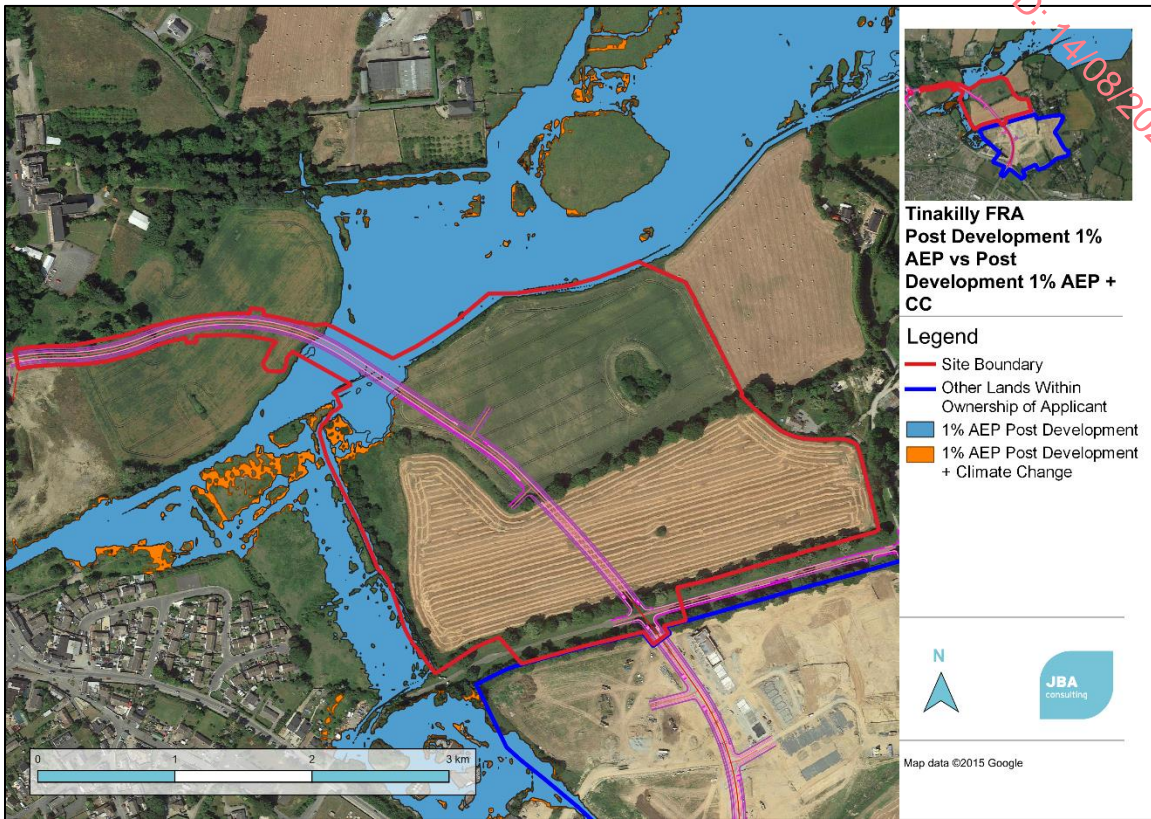 D: 14/08/202
Tinakilly FRA
Post Development 1%
AEP vs Post
Development 1% AEP +
CC
Legend
Site Boundary
Other Lands Within
Ownership of Applicant
1% AEP Post Development
1% AEP Post Development
+ Climate Change
N
JBA
consulting
Map data ©2015 Google
0 1 2 3 km